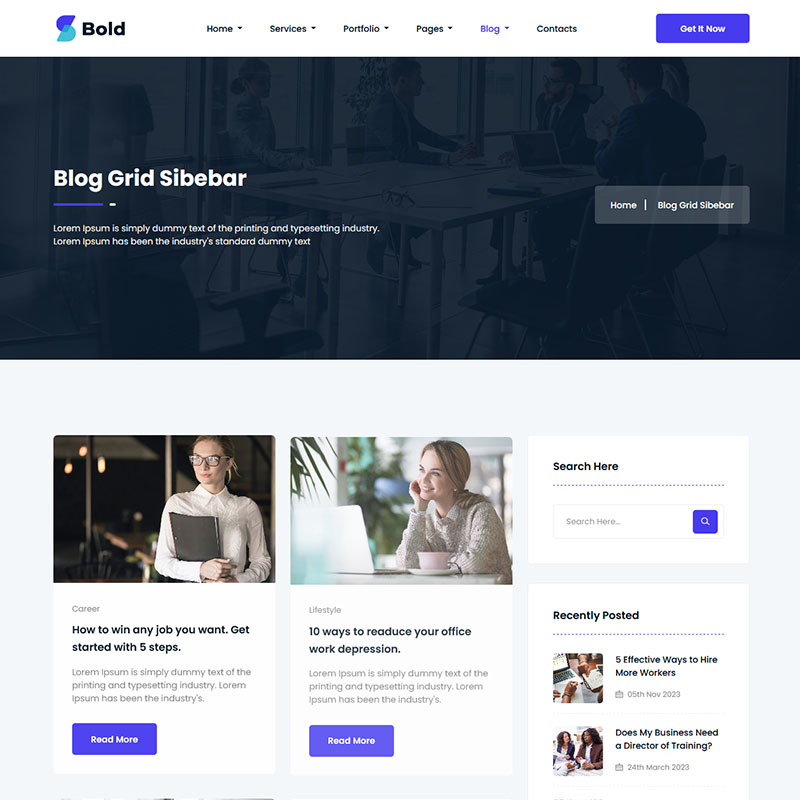 Bold
Home
Services
Portfolio
Pages
Blog
Contacts
Get It Now
Blog Grid Sibebar
Lorem Ipsum is simply dummy text of the printing and typesetting industry.
Lorem Ipsum has been the industry's standard dummy text
Home | Blog Grid Sibebar
Career
How to win any job you want. Get
started with 5 steps.
Lorem Ipsum is simply dummy text of the
printing and typesetting industry. Lorem
Ipsum has been the industry's.
Read More
Lifestyle
10 ways to readuce your office
work depression.
Lorem Ipsum is simply dummy text of the
printing and typesetting industry. Lorem
Ipsum has been the industry's.
Read More
Search Here
Search Here...
Recently Posted
5 Effective Ways to Hire
More Employees
05th Nov 2023
Does My Business Need
a Director of Training?
24th March 2023